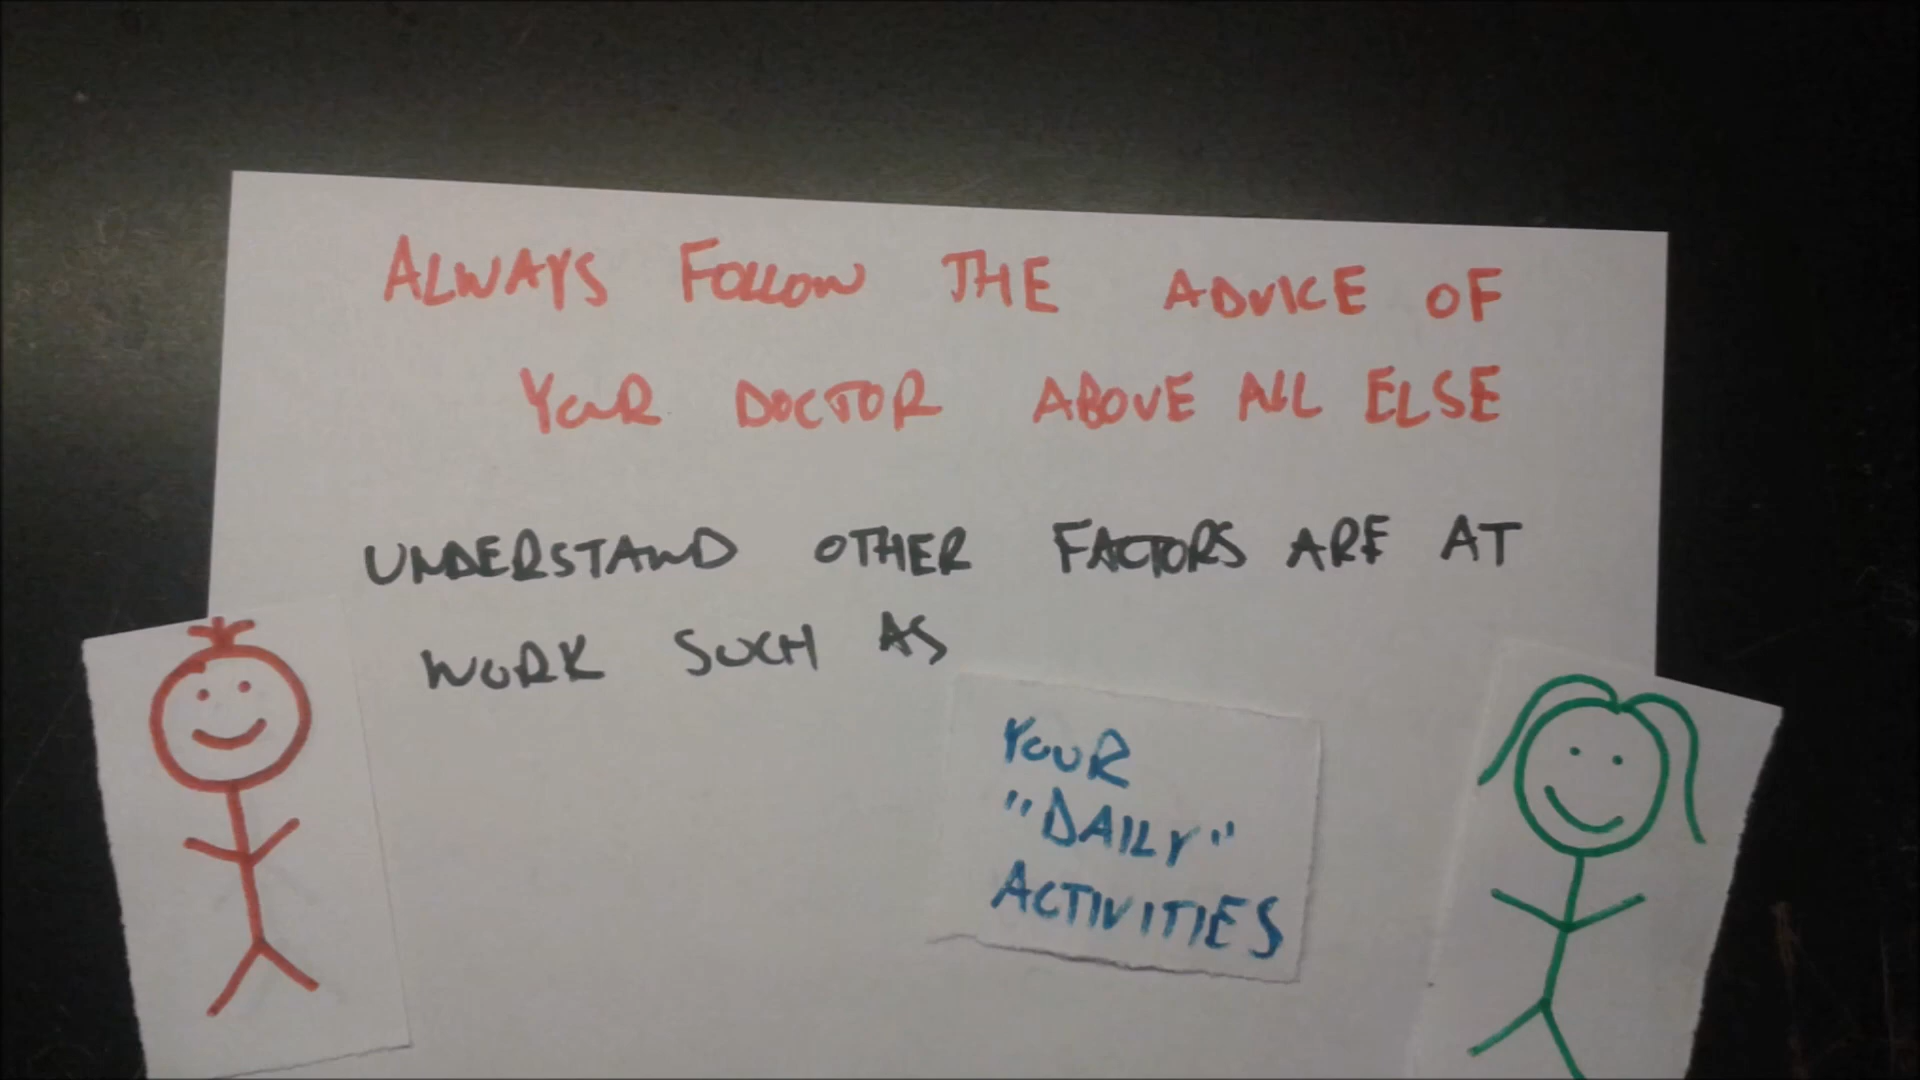 ALWAYS FOLLOW THE ADVICE OF
YOUR DOCTOR ABOVE ALL ELSE
UNDERSTAND OTHER FACTORS ARE AT
WORK SUCH AS
YOUR
"DAILY"
ACTIVITIES